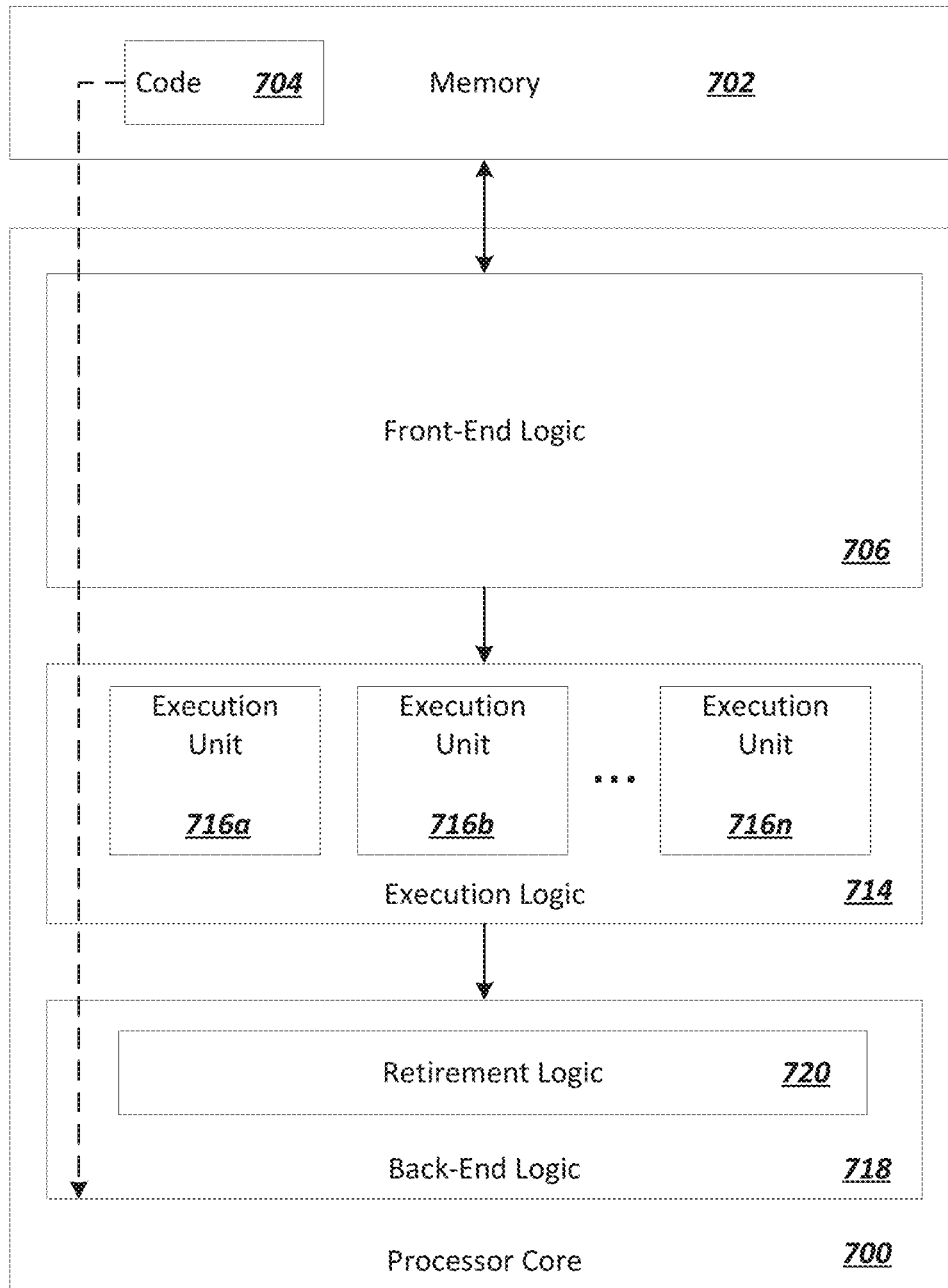 Code 704 Memory 702
Front-End Logic
706
Execution Execution Execution
Unit Unit Unit
...
716a 716b 716n
Execution Logic 714
Retirement Logic 720
Back-End Logic 718
Processor Core 700